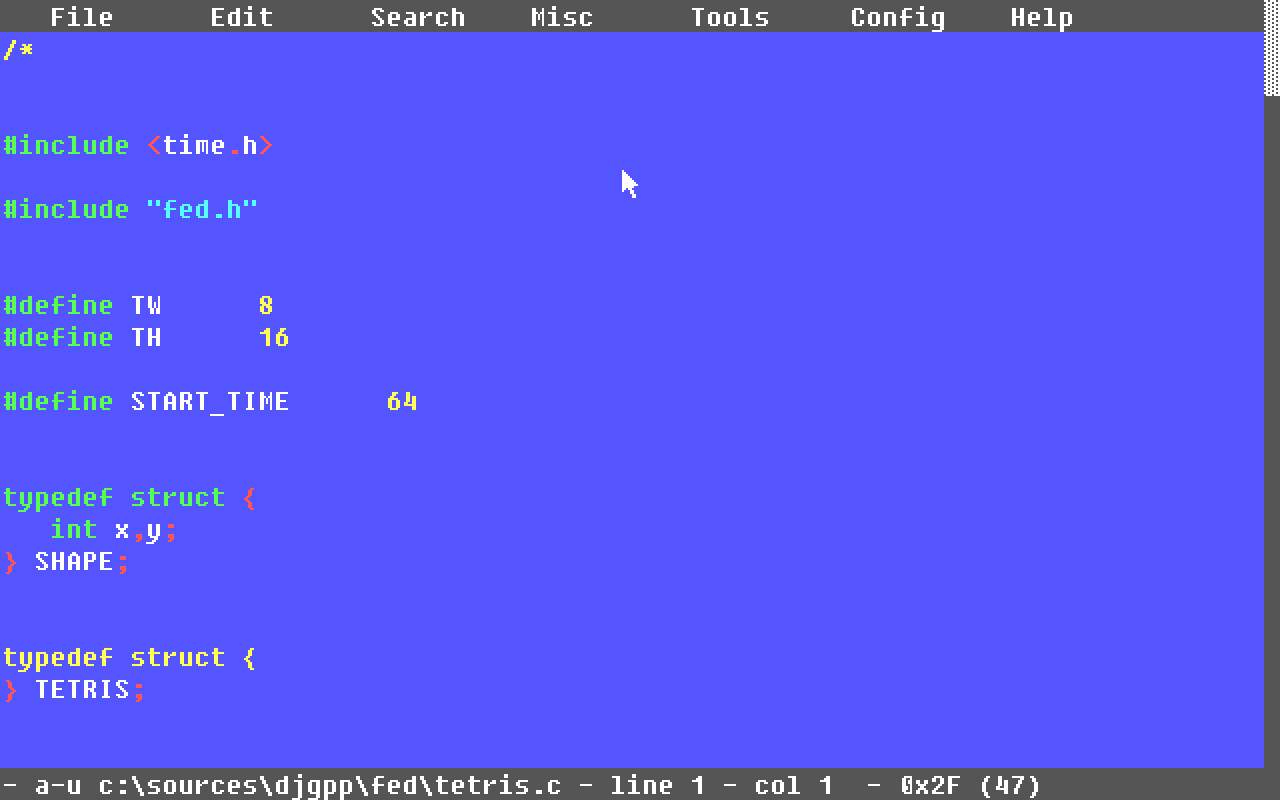 File Edit Search Misc Tools Config Help
/*
#include <time.h>
#include "fed.h"
#define TW 8
#define TH 16
#define START_TIME 64
typedef struct {
int x,y;
} SHAPE;
typedef struct {
} TETRIS;
- a-u c:\sources\djgpp\fed\tetris.c - line 1 - col 1 - 0x2F (47)